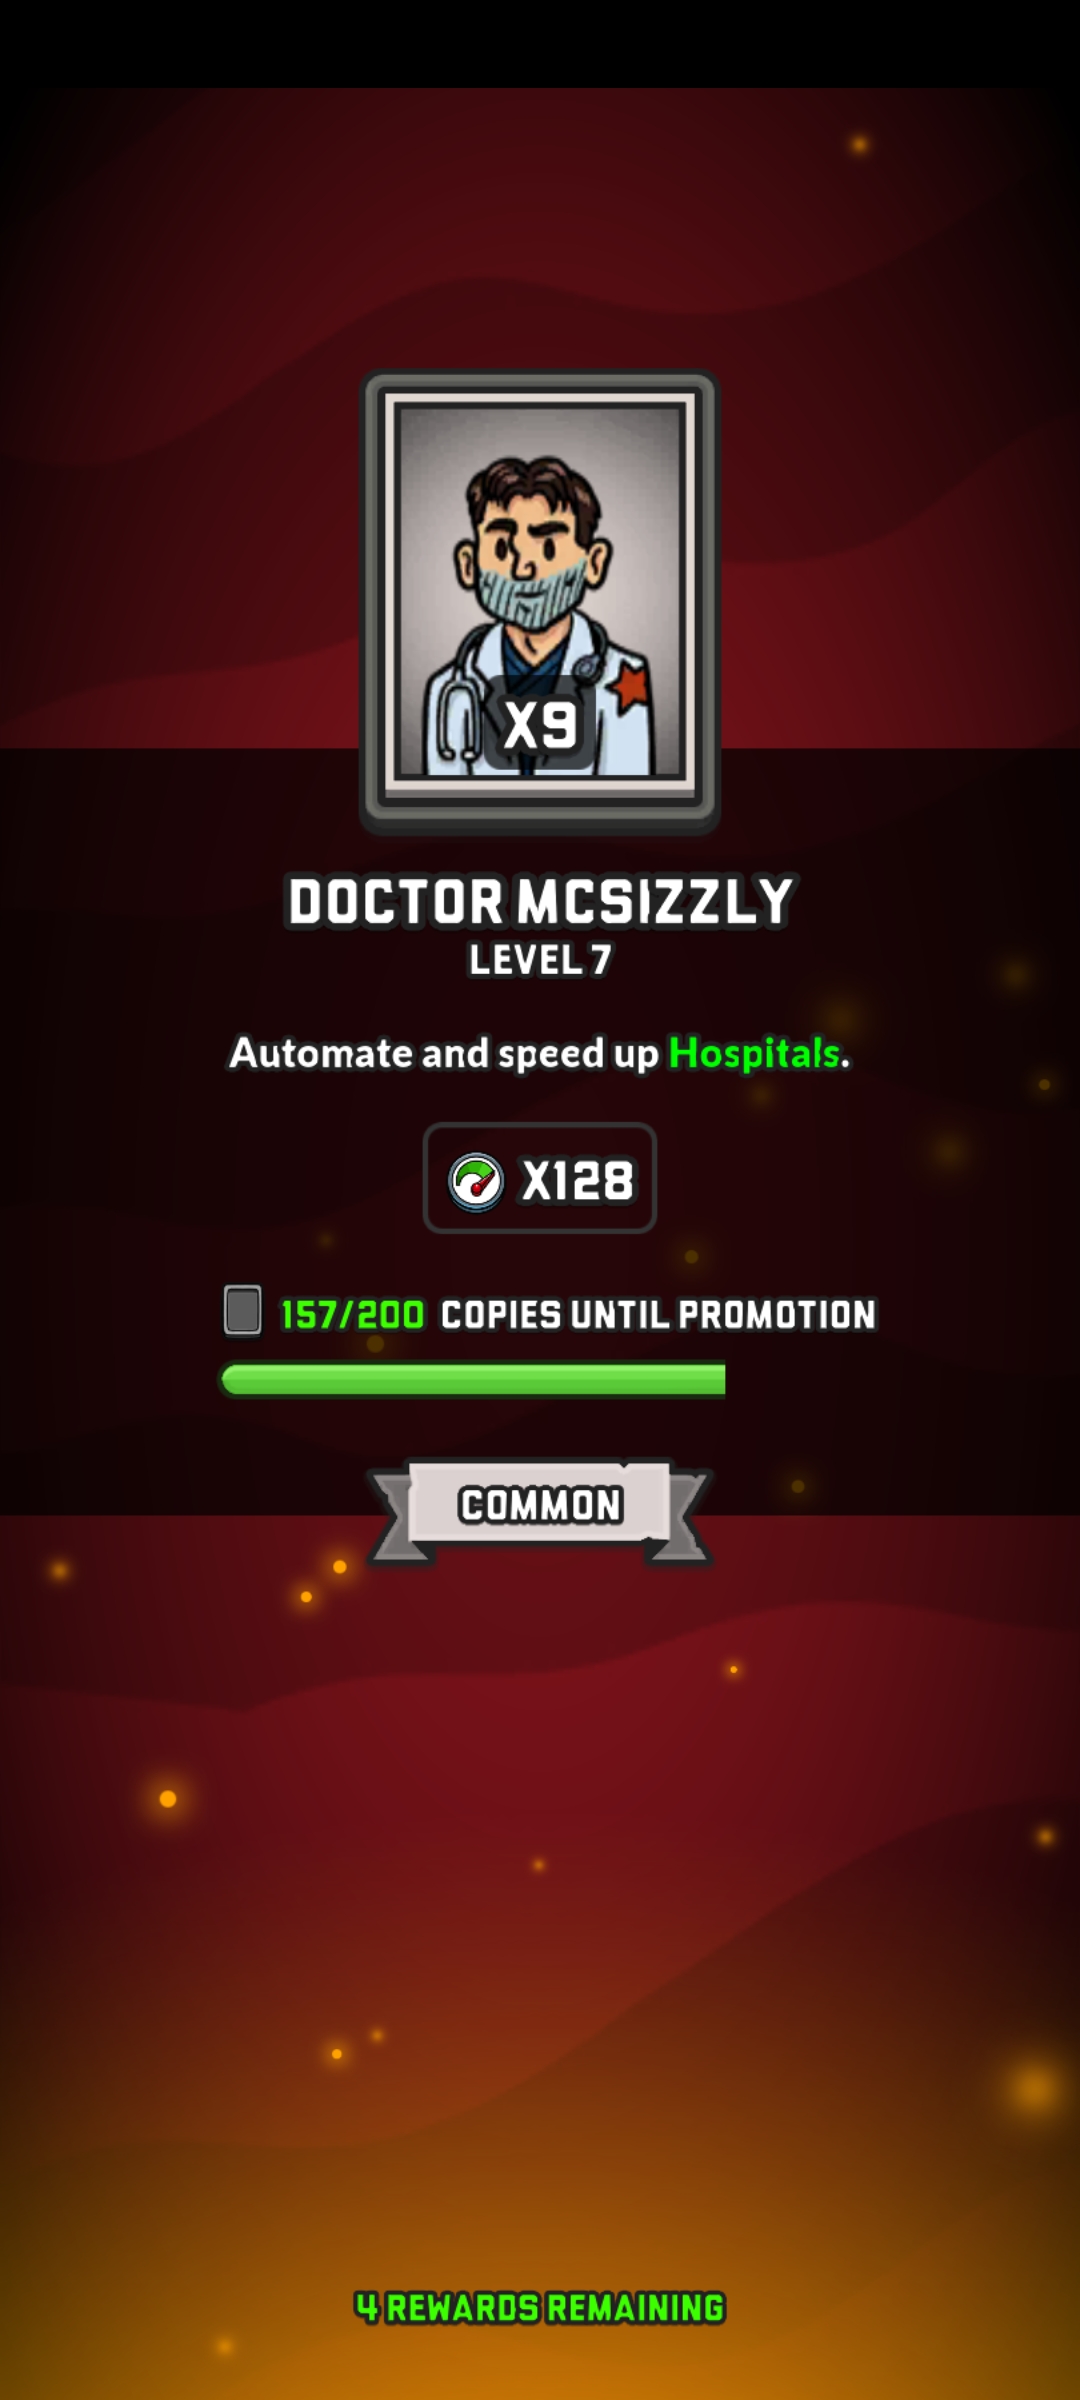 X9
DOCTOR MCSIZZLY
LEVEL 7
Automate and speed up Hospitals.
X128
157/200 COPIES UNTIL PROMOTION
COMMON
4 REWARDS REMAINING